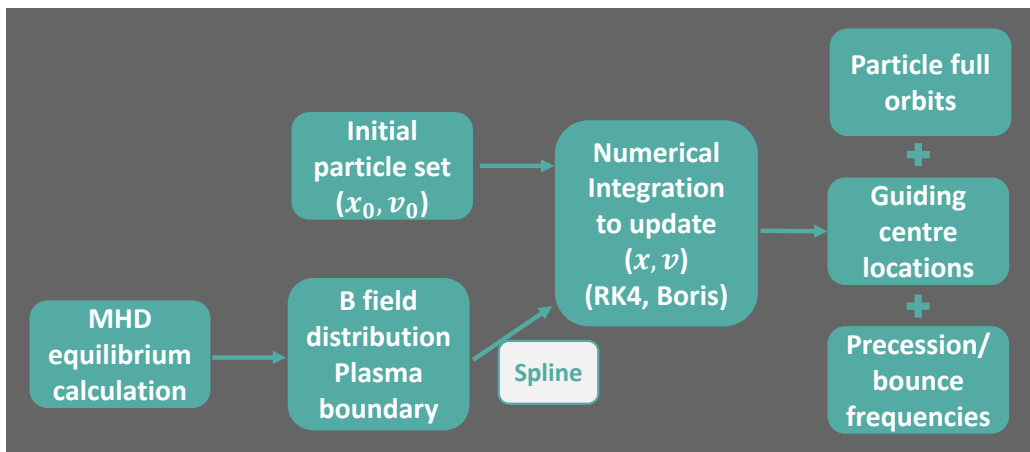 MHD
equilibrium
calculation
Initial
particle set
(𝒙₀, 𝒗₀)
B field
distribution
Plasma
boundary
Spline
Numerical
Integration
to update
(𝒙, 𝒗)
(RK4, Boris)
Particle full
orbits
+
Guiding
centre
locations
+
Precession/
bounce
frequencies